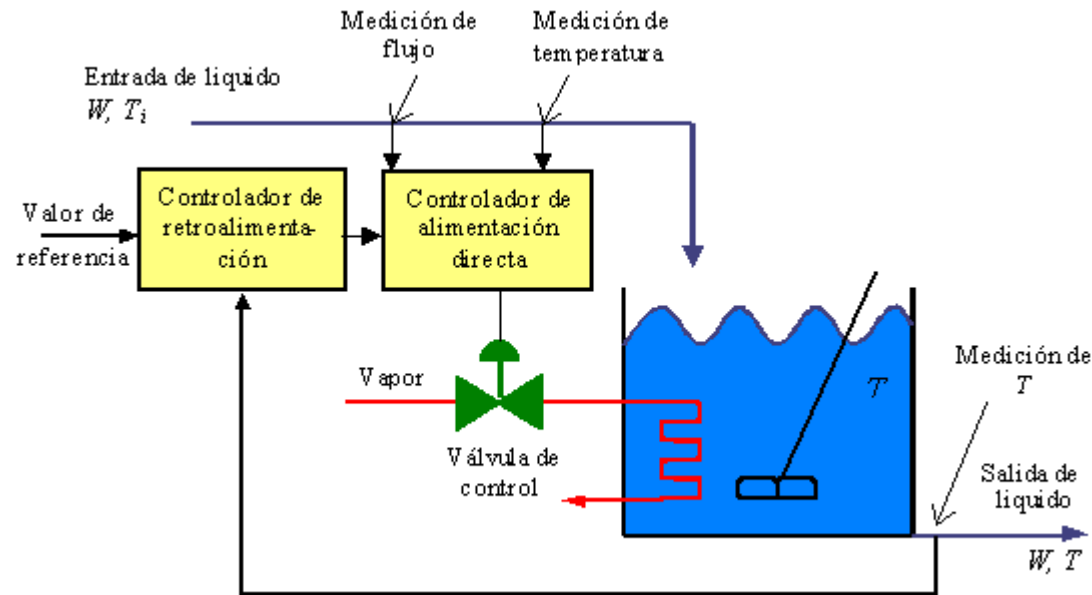 Medición de
flujo
Medición de
temperatura
Entrada de liquido
W, Ti
Valor de
referencia
Controlador de
retroalimenta-
ción
Controlador de
alimentación
directa
Vapor
Válvula de
control
T
Medición de
T
Salida de
liquido
W, T